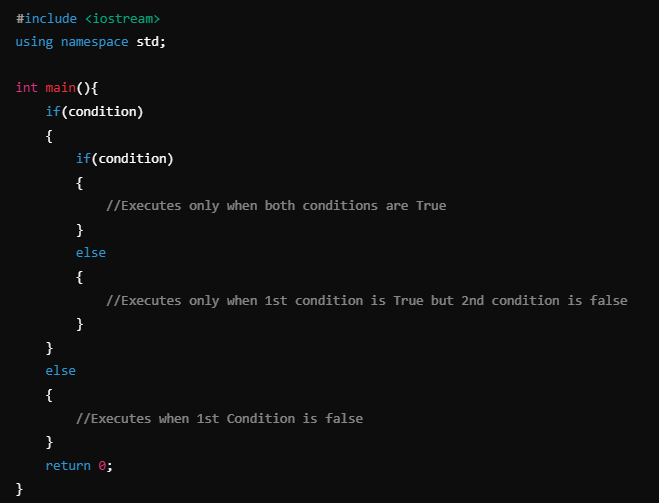 #include <iostream>
using namespace std;

int main(){
    if(condition)
    {
        if(condition)
        {
            //Executes only when both conditions are True
        }
        else
        {
            //Executes only when 1st condition is True but 2nd condition is false
        }
    }
    else
    {
        //Executes when 1st Condition is false
    }
    return 0;
}